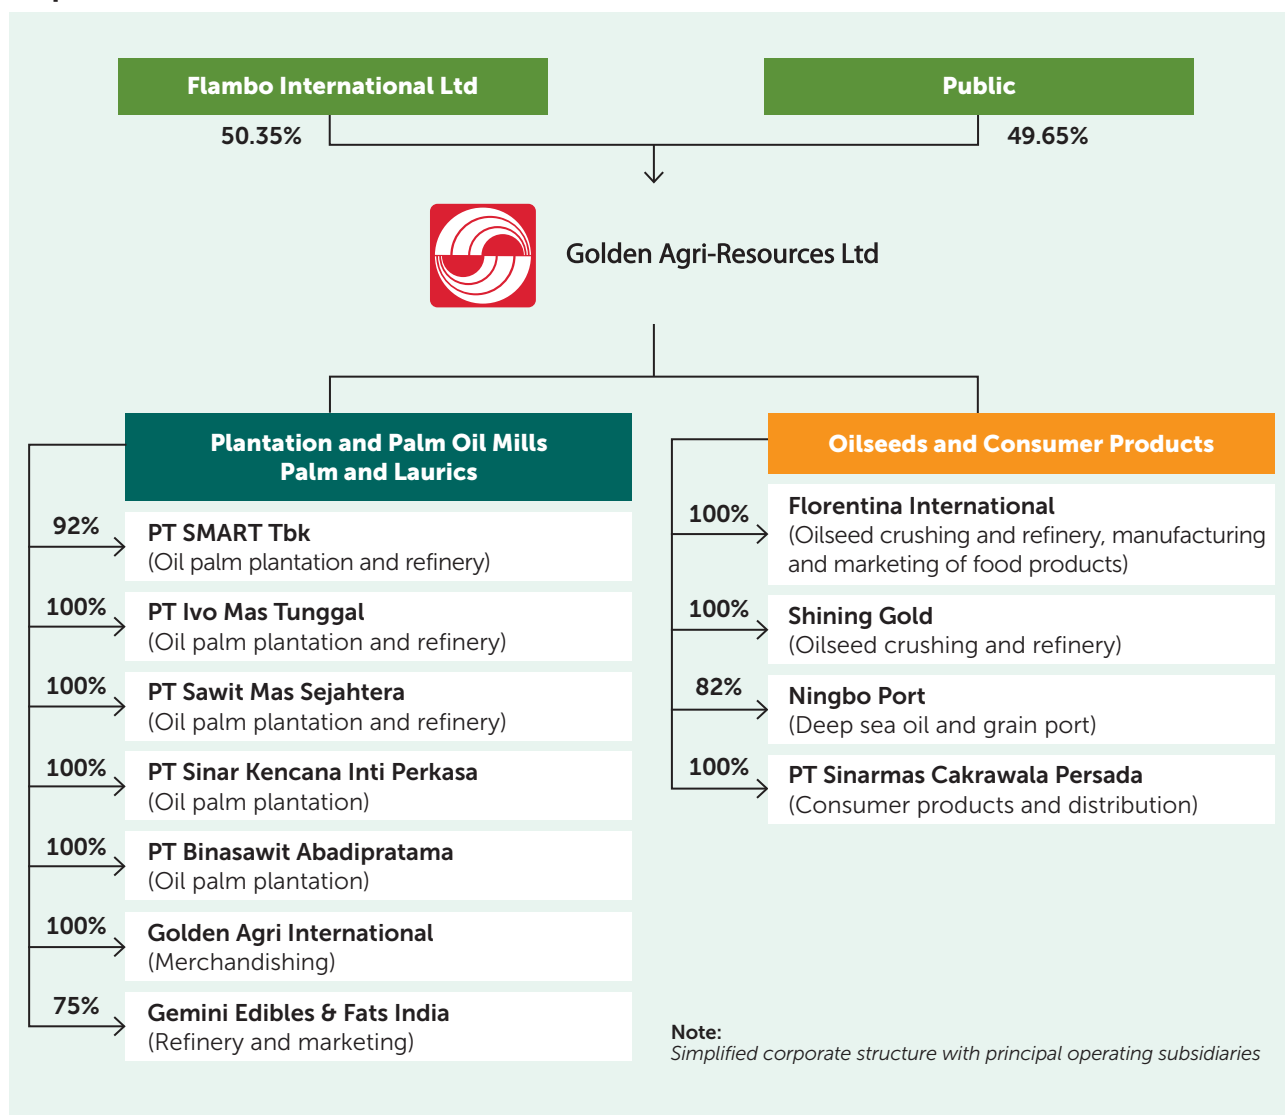 Flambo International Ltd
Public
50.35%
49.65%
Golden Agri-Resources Ltd
Plantation and Palm Oil Mills
Palm and Laurics
92%
PT SMART Tbk
(Oil palm plantation and refinery)
100%
PT Ivo Mas Tunggal
(Oil palm plantation and refinery)
100%
PT Sawit Mas Sejahtera
(Oil palm plantation and refinery)
100%
PT Sinar Kencana Inti Perkasa
(Oil palm plantation)
100%
PT Binasawit Abadipratama
(Oil palm plantation)
100%
Golden Agri International
(Merchandishing)
75%
Gemini Edibles & Fats India
(Refinery and marketing)
Oilseeds and Consumer Products
100%
Florentina International
(Oilseed crushing and refinery, manufacturing
and marketing of food products)
100%
Shining Gold
(Oilseed crushing and refinery)
82%
Ningbo Port
(Deep sea oil and grain port)
100%
PT Sinarmas Cakrawala Persada
(Consumer products and distribution)
Note:
Simplified corporate structure with principal operating subsidiaries